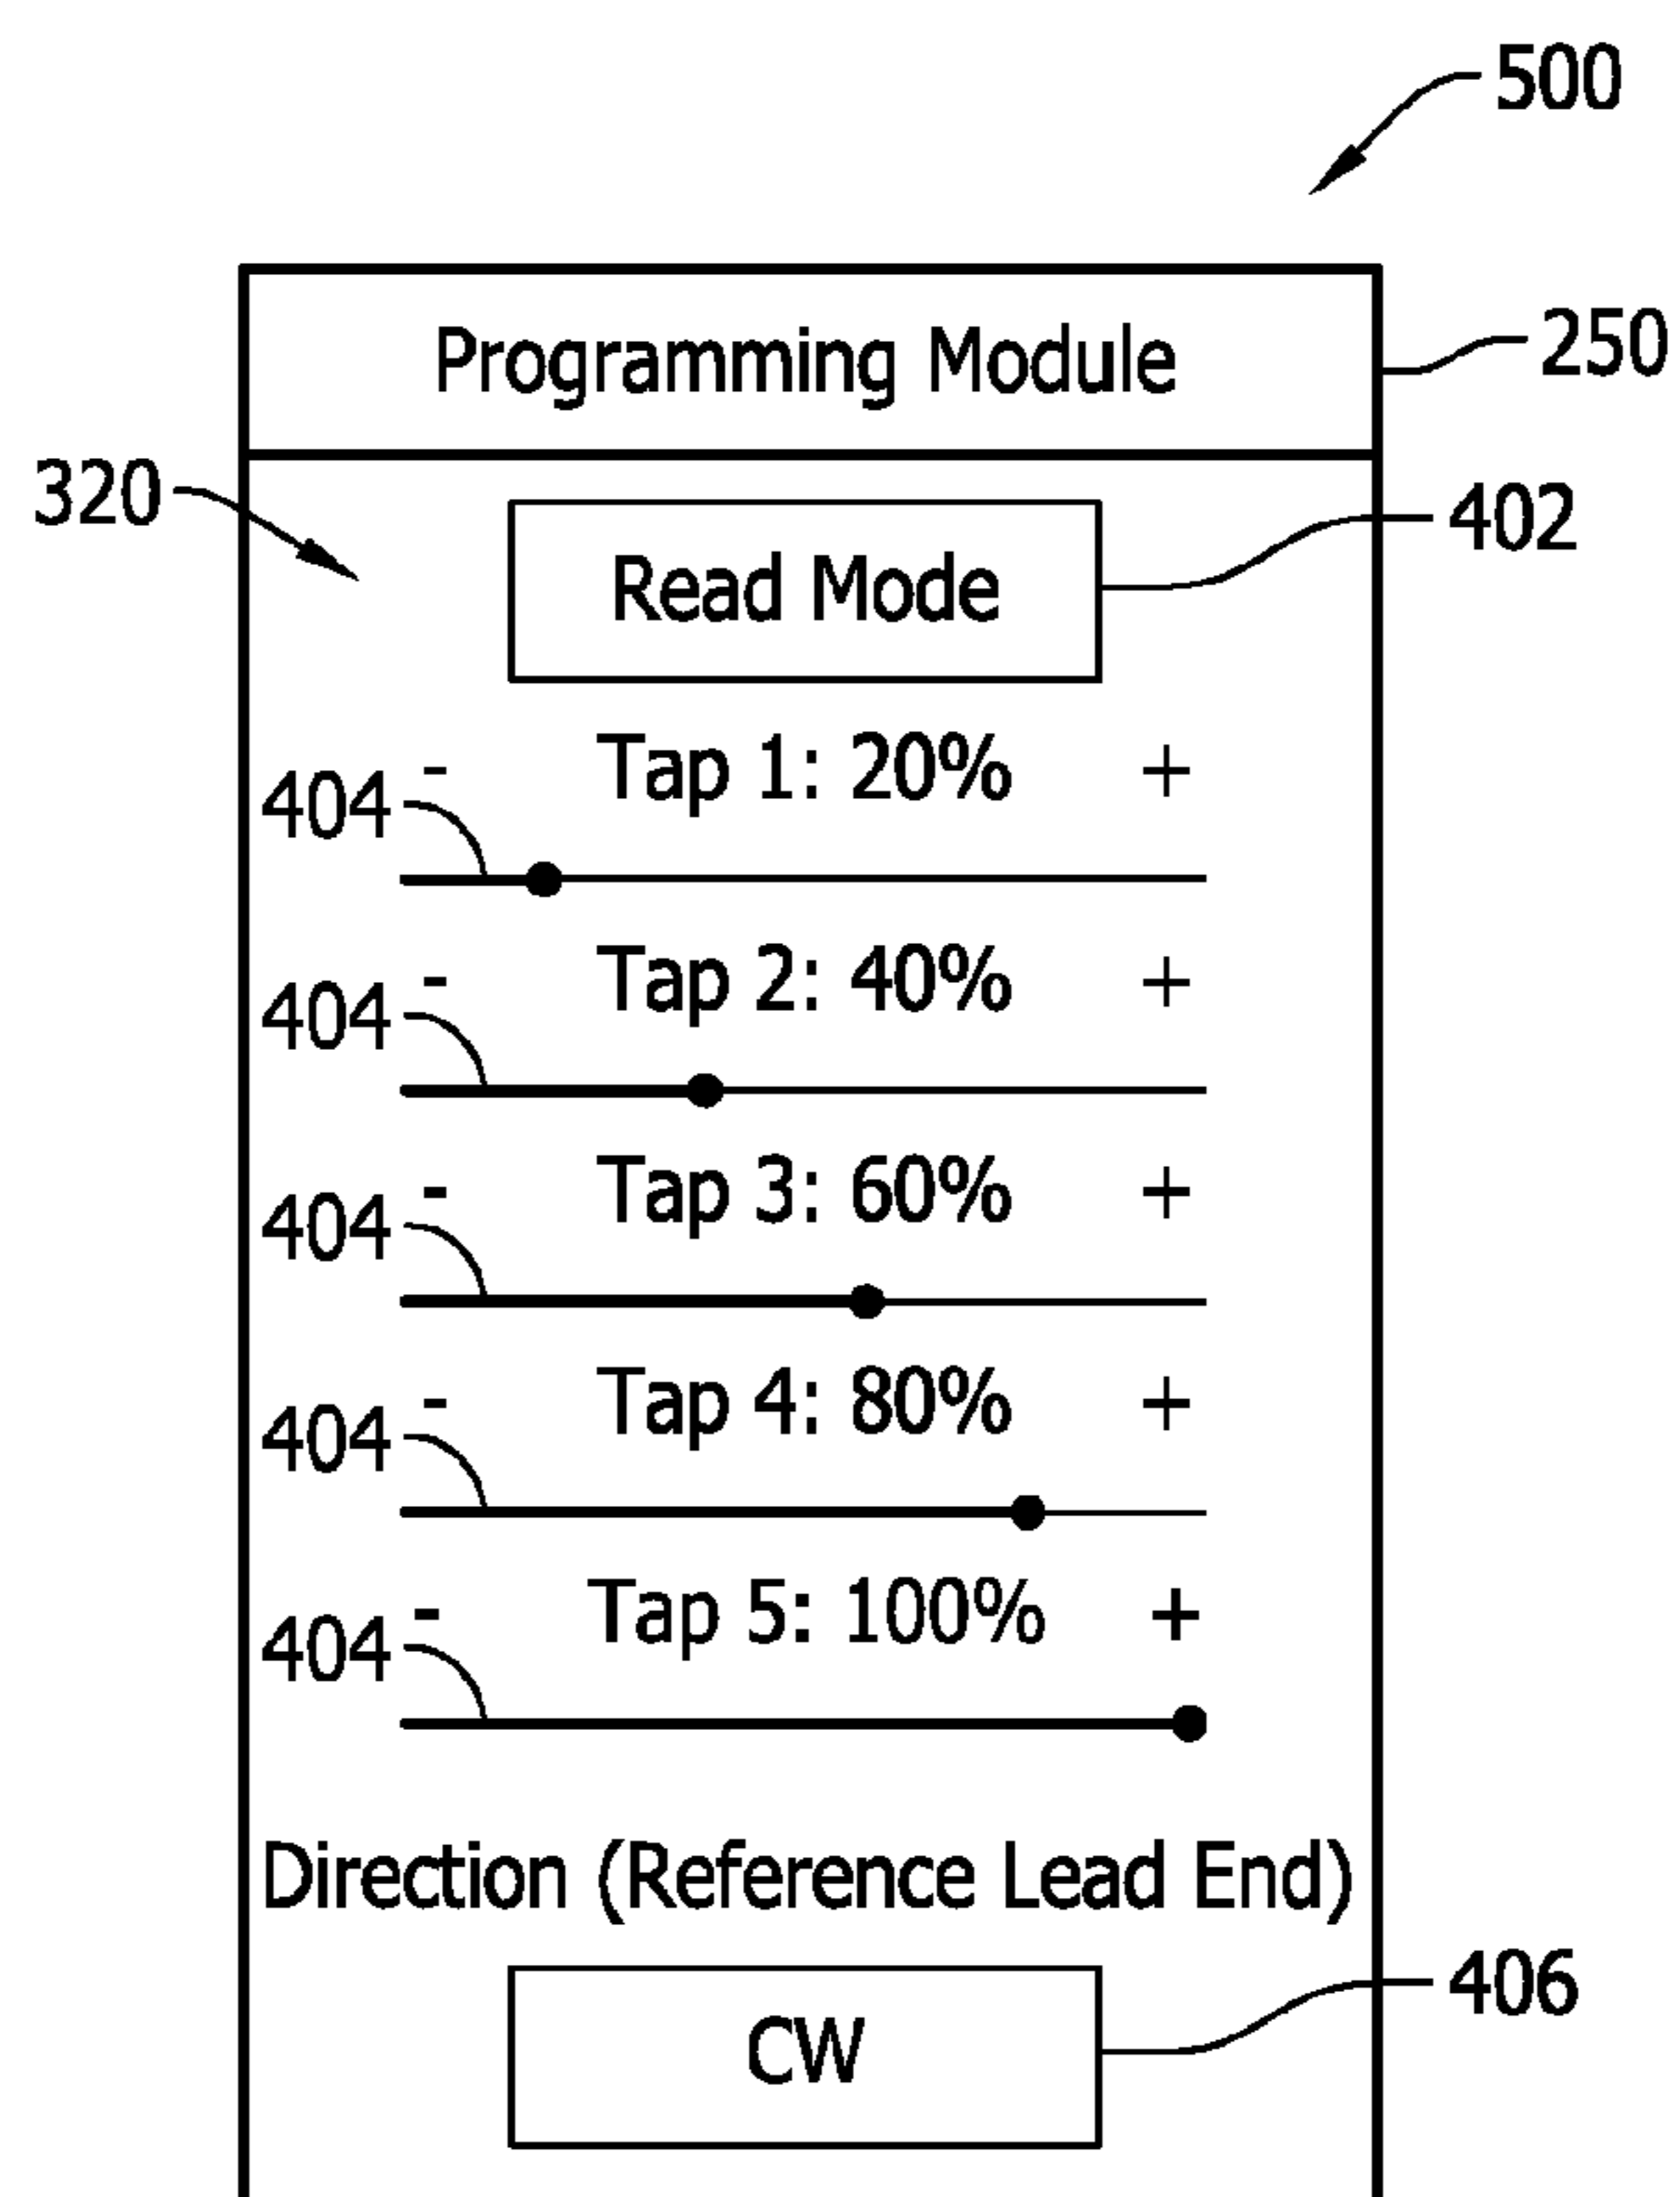 500
Programming Module
250
320
Read Mode
402
- Tap 1: 20% +
404
- Tap 2: 40% +
404
- Tap 3: 60% +
404
- Tap 4: 80% +
404
- Tap 5: 100% +
404
Direction (Reference Lead End)
CW
406